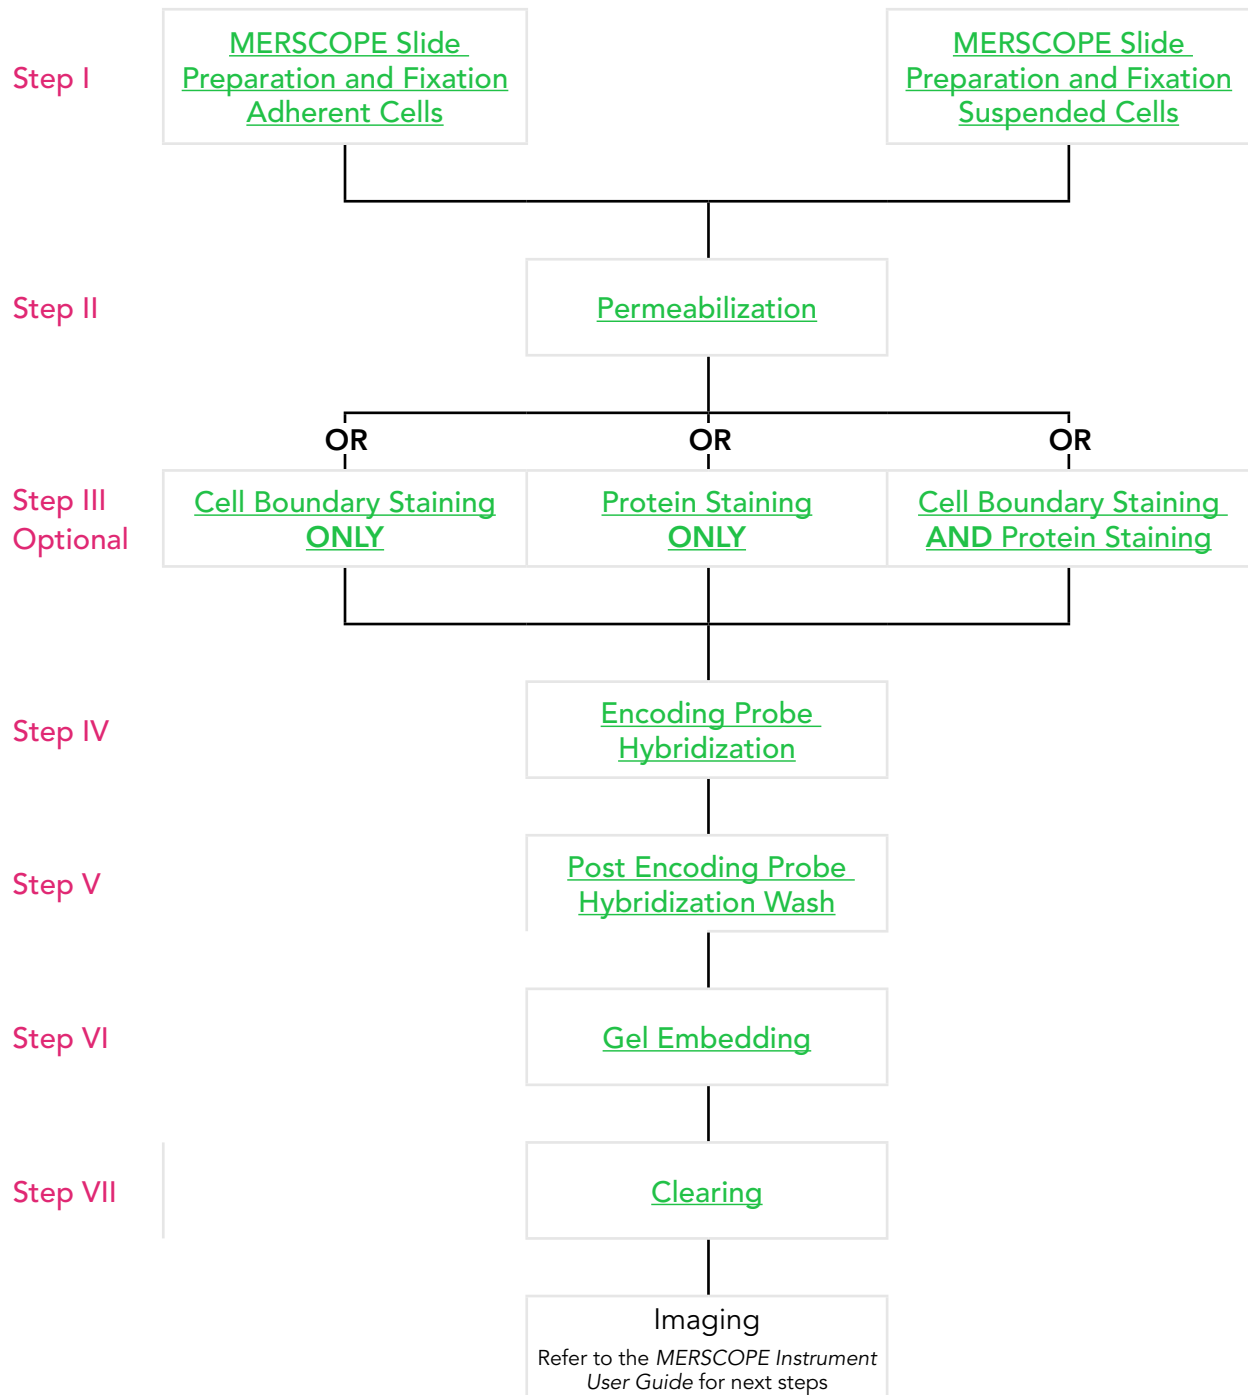 Step I
MERSCOPE Slide
Preparation and Fixation
Adherent Cells
MERSCOPE Slide
Preparation and Fixation
Suspended Cells
Step II
Permeabilization
OR
OR
OR
Step III
Optional
Cell Boundary Staining
ONLY
Protein Staining
ONLY
Cell Boundary Staining
AND Protein Staining
Step IV
Encoding Probe
Hybridization
Step V
Post Encoding Probe
Hybridization Wash
Step VI
Gel Embedding
Step VII
Clearing
Imaging
Refer to the MERSCOPE Instrument
User Guide for next steps